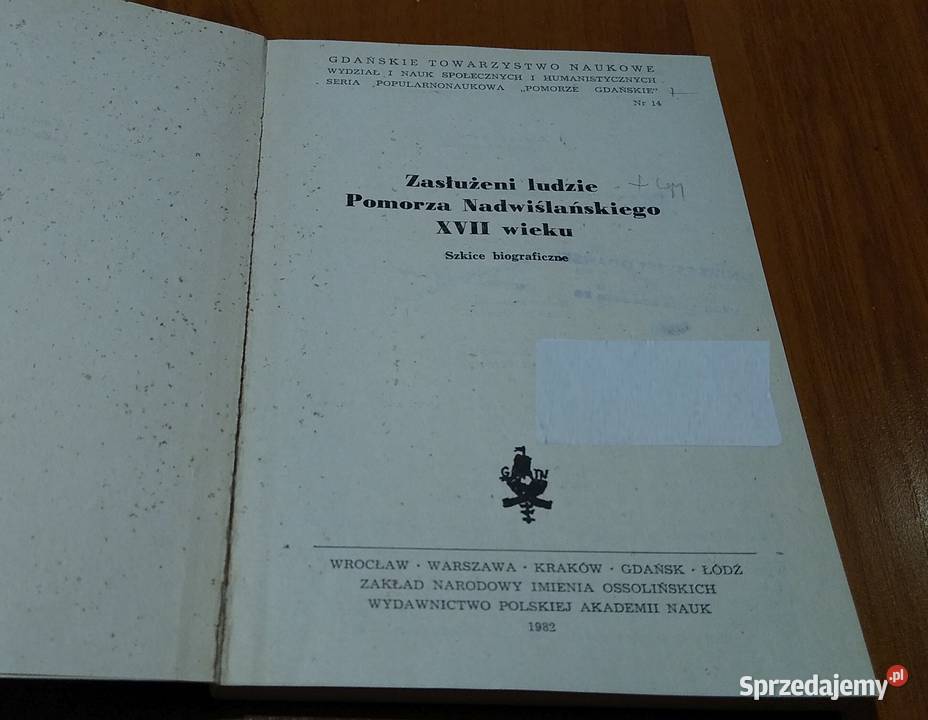 GDAŃSKIE TOWARZYSTWO NAUKOWE
WYDZIAŁ I NAUK SPOŁECZNYCH I HUMANISTYCZNYCH
SERIA POPULARNONAUKOWA „POMORZE GDAŃSKIE”
Nr 14
Zasłużeni ludzie
Pomorza Nadwiślańskiego
XVII wieku
Szkice biograficzne
G TN
WROCŁAW · WARSZAWA · KRAKÓW · GDAŃSK · ŁÓDŹ
ZAKŁAD NARODOWY IMIENIA OSSOLIŃSKICH
WYDAWNICTWO POLSKIEJ AKADEMII NAUK
1982
Sprzedajemy.pl